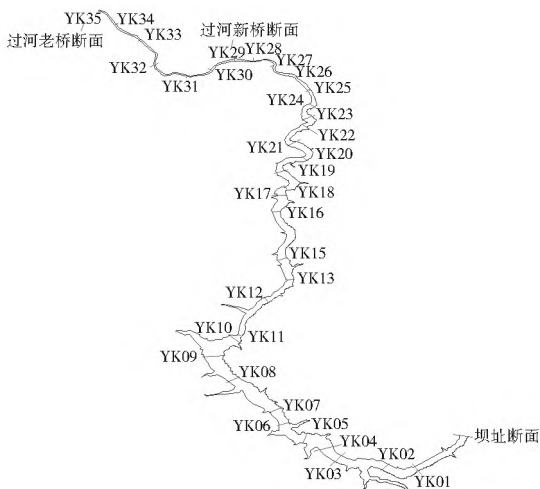 YK35
YK34
过河老桥断面
YK33
过河新桥断面
YK32
YK29
YK28
YK27
YK31
YK30
YK26
YK25
YK24
YK23
YK22
YK21
YK20
YK19
YK17
YK18
YK16
YK15
YK13
YK12
YK10
YK11
YK09
YK08
YK07
YK06
YK05
YK04
坝址断面
YK03
YK02
YK01